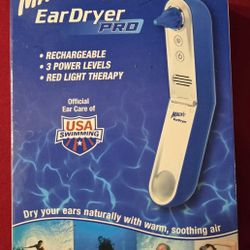 EarDryer
PRO
• RECHARGEABLE
• 3 POWER LEVELS
• RED LIGHT THERAPY
Official
Ear Care of
USA
SWIMMING
MACK'S
EarDryer
Dry your ears naturally with warm, soothing air